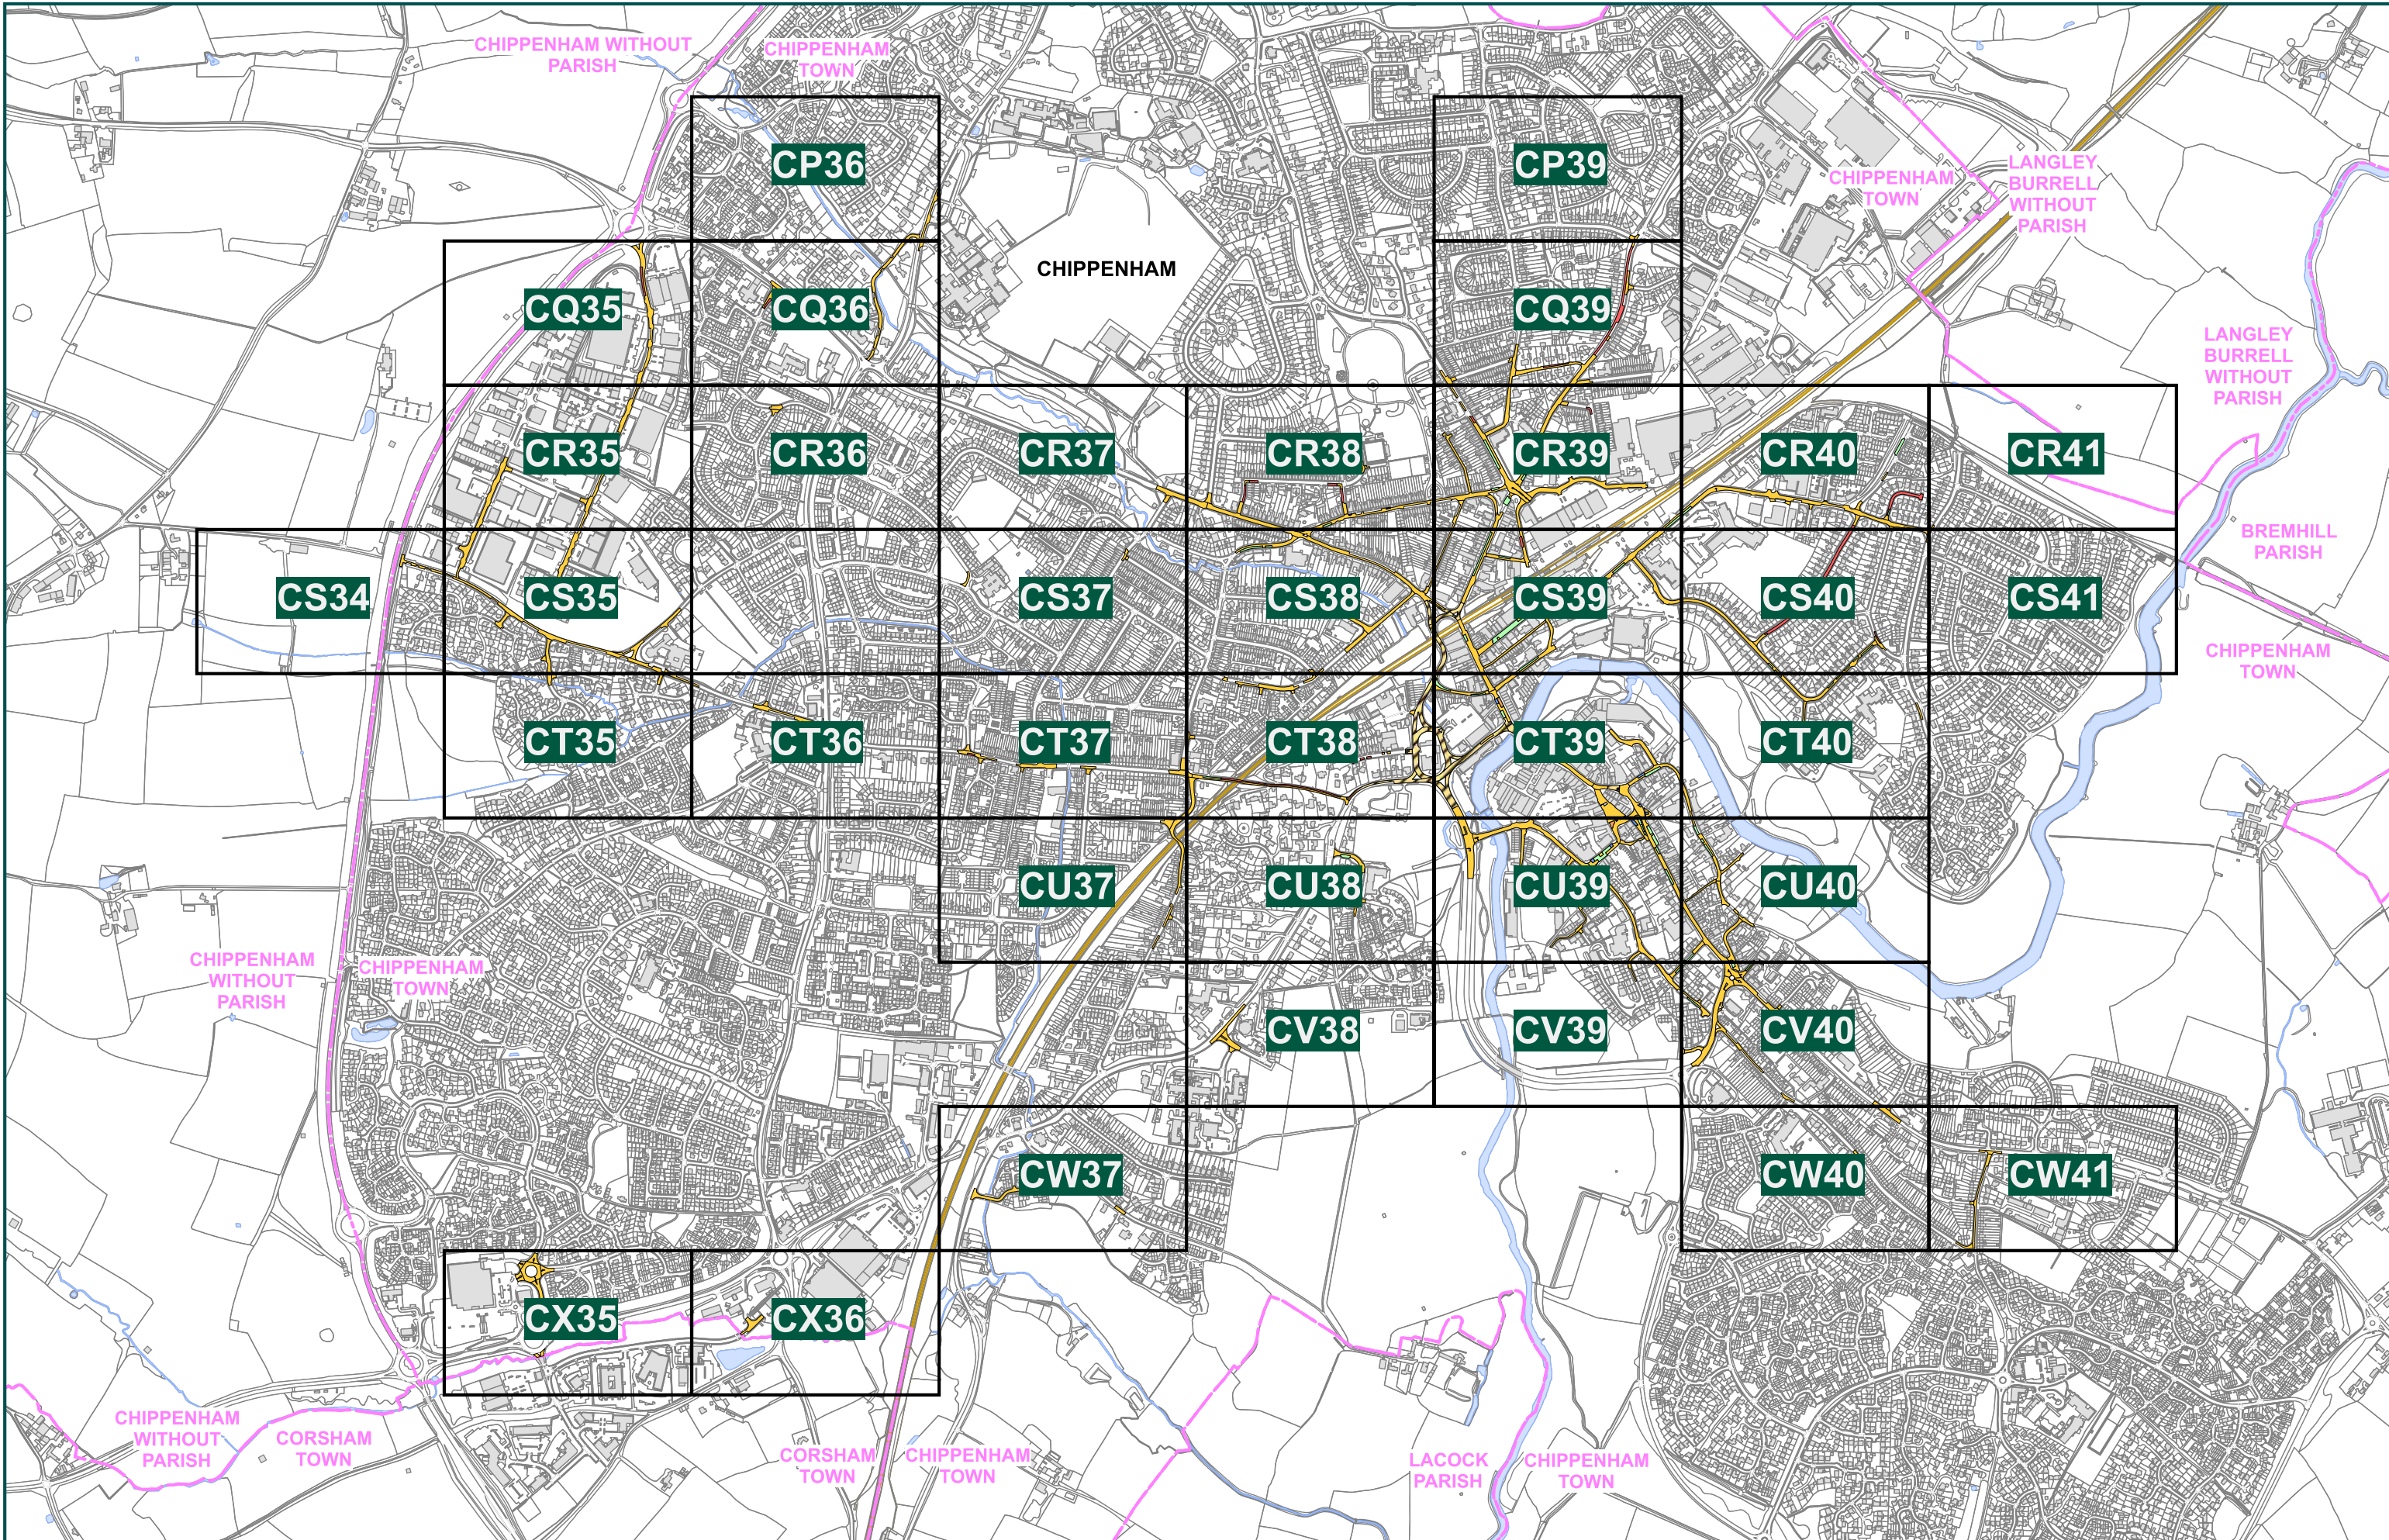 CHIPPENHAM WITHOUT
PARISH
CHIPPENHAM
TOWN
CP36
CP39
CHIPPENHAM
TOWN
LANGLEY
BURRELL
WITHOUT
PARISH
CHIPPENHAM
CQ35
CQ36
CQ39
LANGLEY
BURRELL
WITHOUT
PARISH
CR35
CR36
CR37
CR38
CR39
CR40
CR41
BREMHILL
PARISH
CS34
CS35
CS37
CS38
CS39
CS40
CS41
CHIPPENHAM
TOWN
CT35
CT36
CT37
CT38
CT39
CT40
CU37
CU38
CU39
CU40
CHIPPENHAM
WITHOUT
PARISH
CHIPPENHAM
TOWN
CV38
CV39
CV40
CW37
CW40
CW41
CX35
CX36
CHIPPENHAM
WITHOUT
PARISH
CORSHAM
TOWN
CORSHAM
TOWN
CHIPPENHAM
TOWN
LACOCK
PARISH
CHIPPENHAM
TOWN